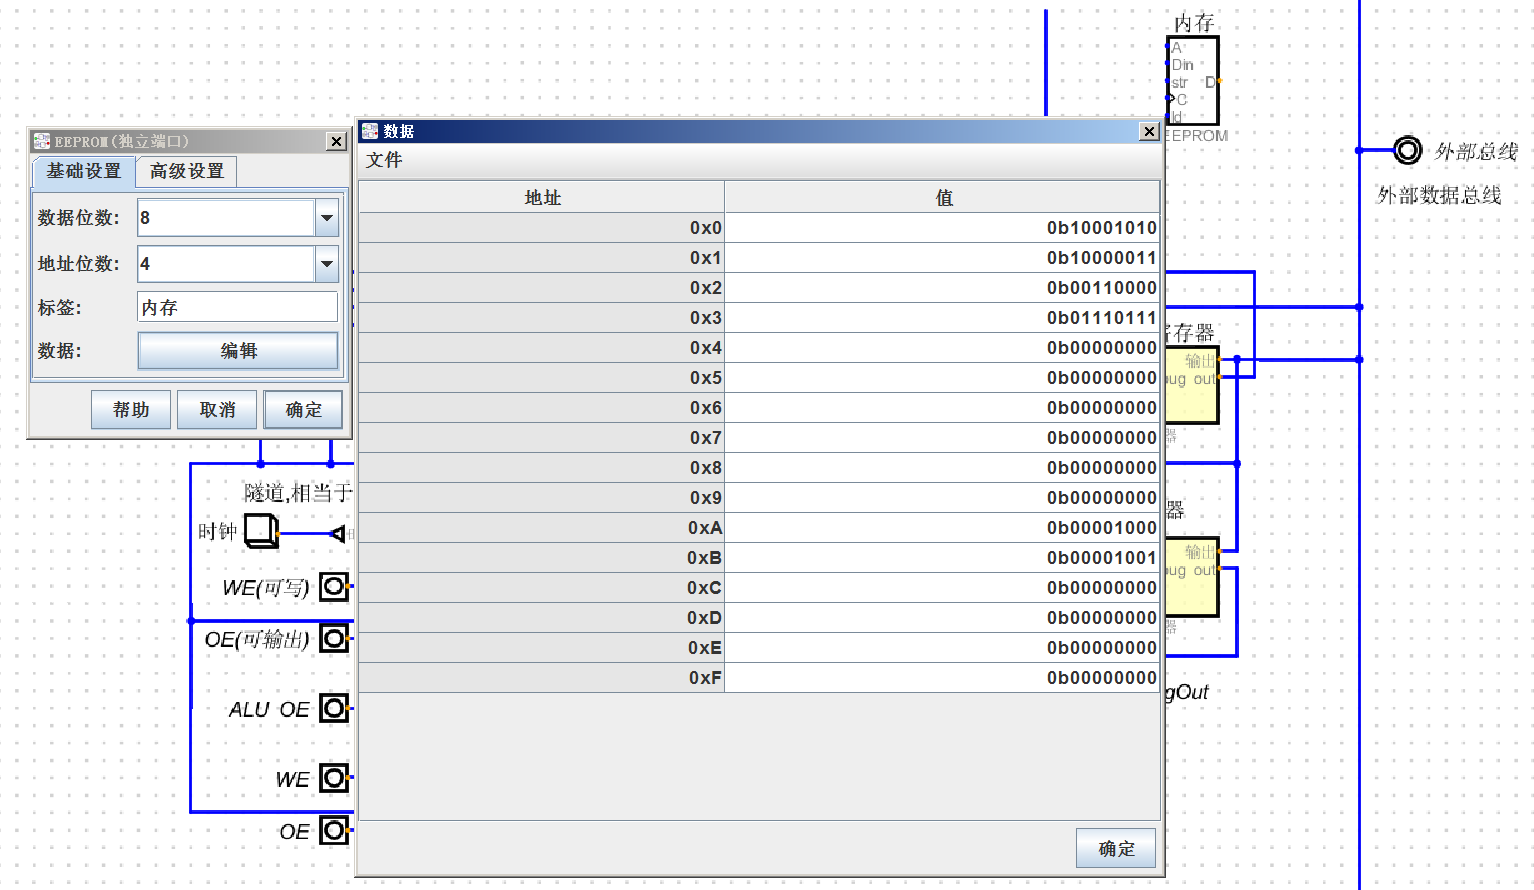 内存
A
Din
str D
C
ld
EEPROM
外部总线
外部数据总线
EEPROM(独立端口)
基础设置 高级设置
数据位数: 8
地址位数: 4
标签: 内存
数据: 编辑
帮助 取消 确定
数据
文件
地址 值
0x0 0b10001010
0x1 0b10000011
0x2 0b00110000
0x3 0b01110111
0x4 0b00000000
0x5 0b00000000
0x6 0b00000000
0x7 0b00000000
0x8 0b00000000
0x9 0b00000000
0xA 0b00001000
0xB 0b00001001
0xC 0b00000000
0xD 0b00000000
0xE 0b00000000
0xF 0b00000000
确定
存器
输出
out
器
器
输出
out
器
gOut
隧道,相当于
时钟
WE(可写)
OE(可输出)
ALU OE
WE
OE